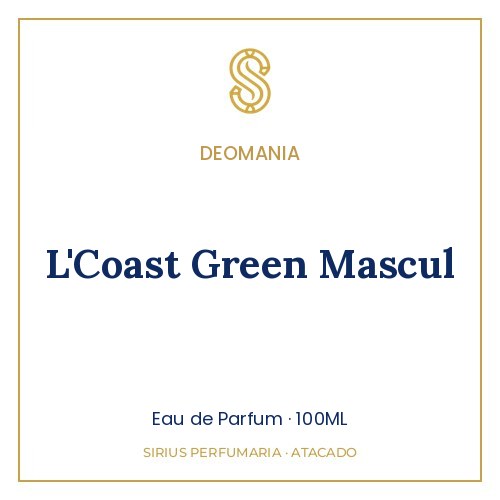 DEOMANIA
L'Coast Green Mascul
Eau de Parfum · 100ML
SIRIUS PERFUMARIA · ATACADO